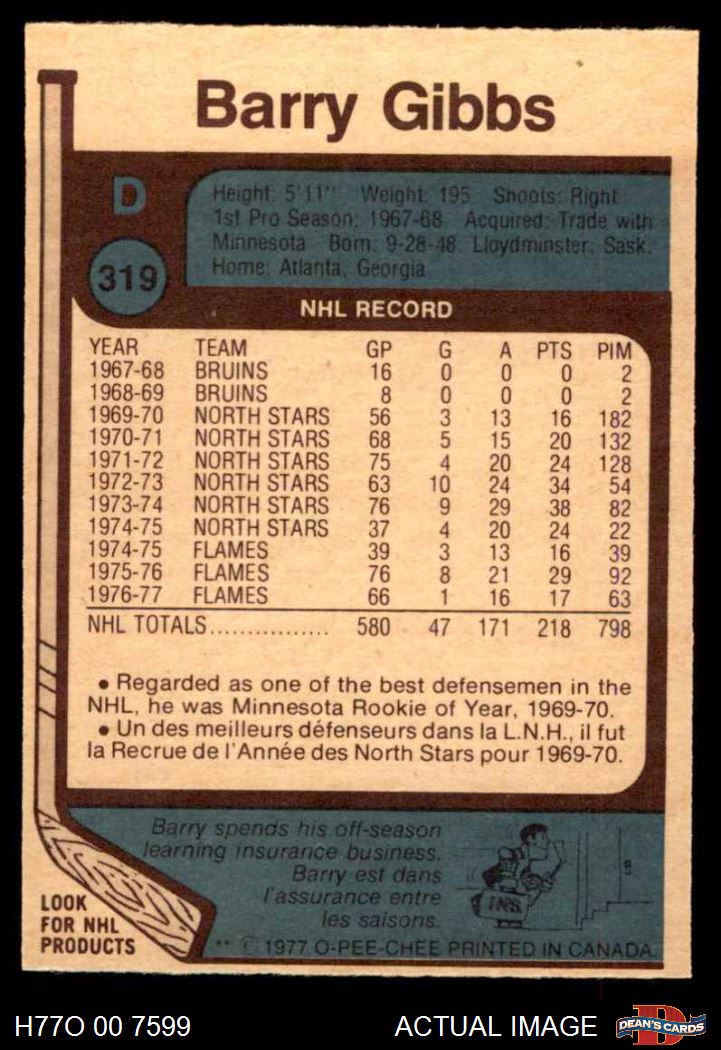 Barry Gibbs
D
Height: 5'11" Weight: 195 Shoots: Right
1st Pro Season: 1967-68 Acquired: Trade with
Minnesota Born: 9-28-48, Lloydminster, Sask.
Home: Atlanta, Georgia
319
NHL RECORD
YEAR TEAM GP G A PTS PIM
1967-68 BRUINS 16 0 0 0 2
1968-69 BRUINS 8 0 0 0 2
1969-70 NORTH STARS 56 3 13 16 182
1970-71 NORTH STARS 68 5 15 20 132
1971-72 NORTH STARS 75 4 20 24 128
1972-73 NORTH STARS 63 10 24 34 54
1973-74 NORTH STARS 76 9 29 38 82
1974-75 NORTH STARS 37 4 20 24 22
1974-75 FLAMES 39 3 13 16 39
1975-76 FLAMES 76 8 21 29 92
1976-77 FLAMES 66 1 16 17 63
NHL TOTALS................ 580 47 171 218 798
• Regarded as one of the best defensemen in the
NHL, he was Minnesota Rookie of Year, 1969-70.
• Un des meilleurs défenseurs dans la L.N.H., il fut
la Recrue de l'Année des North Stars pour 1969-70.
Barry spends his off-season
learning insurance business.
Barry est dans
l'assurance entre
les saisons.
INS.
LOOK
FOR NHL
PRODUCTS
** © 1977 O-PEE-CHEE PRINTED IN CANADA.
H77O 00 7599
ACTUAL IMAGE
D
DEAN'S CARDS